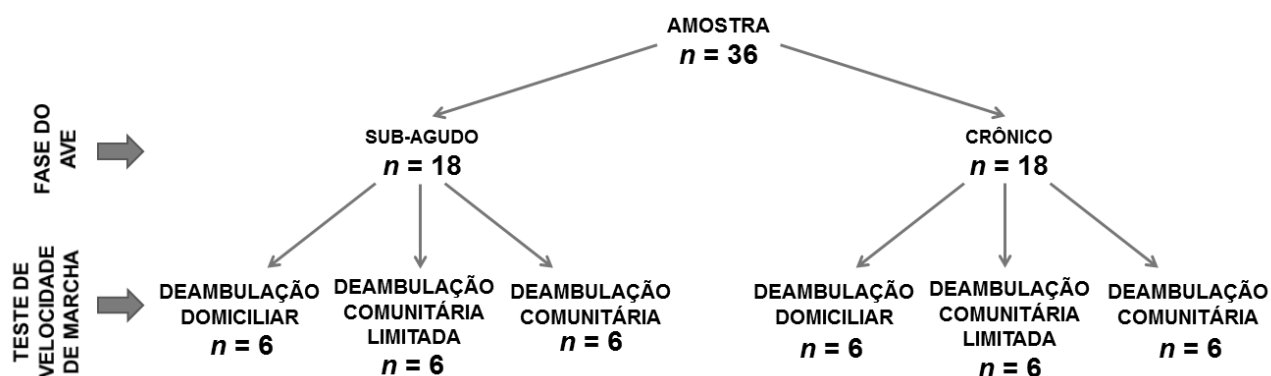 AMOSTRA
n = 36
FASE DO
AVE
SUB-AGUDO
n = 18
CRÔNICO
n = 18
TESTE DE
VELOCIDADE
DE MARCHA
DEAMBULAÇÃO
DOMICILIAR
n = 6
DEAMBULAÇÃO
COMUNITÁRIA
LIMITADA
n = 6
DEAMBULAÇÃO
COMUNITÁRIA
n = 6
DEAMBULAÇÃO
DOMICILIAR
n = 6
DEAMBULAÇÃO
COMUNITÁRIA
LIMITADA
n = 6
DEAMBULAÇÃO
COMUNITÁRIA
n = 6